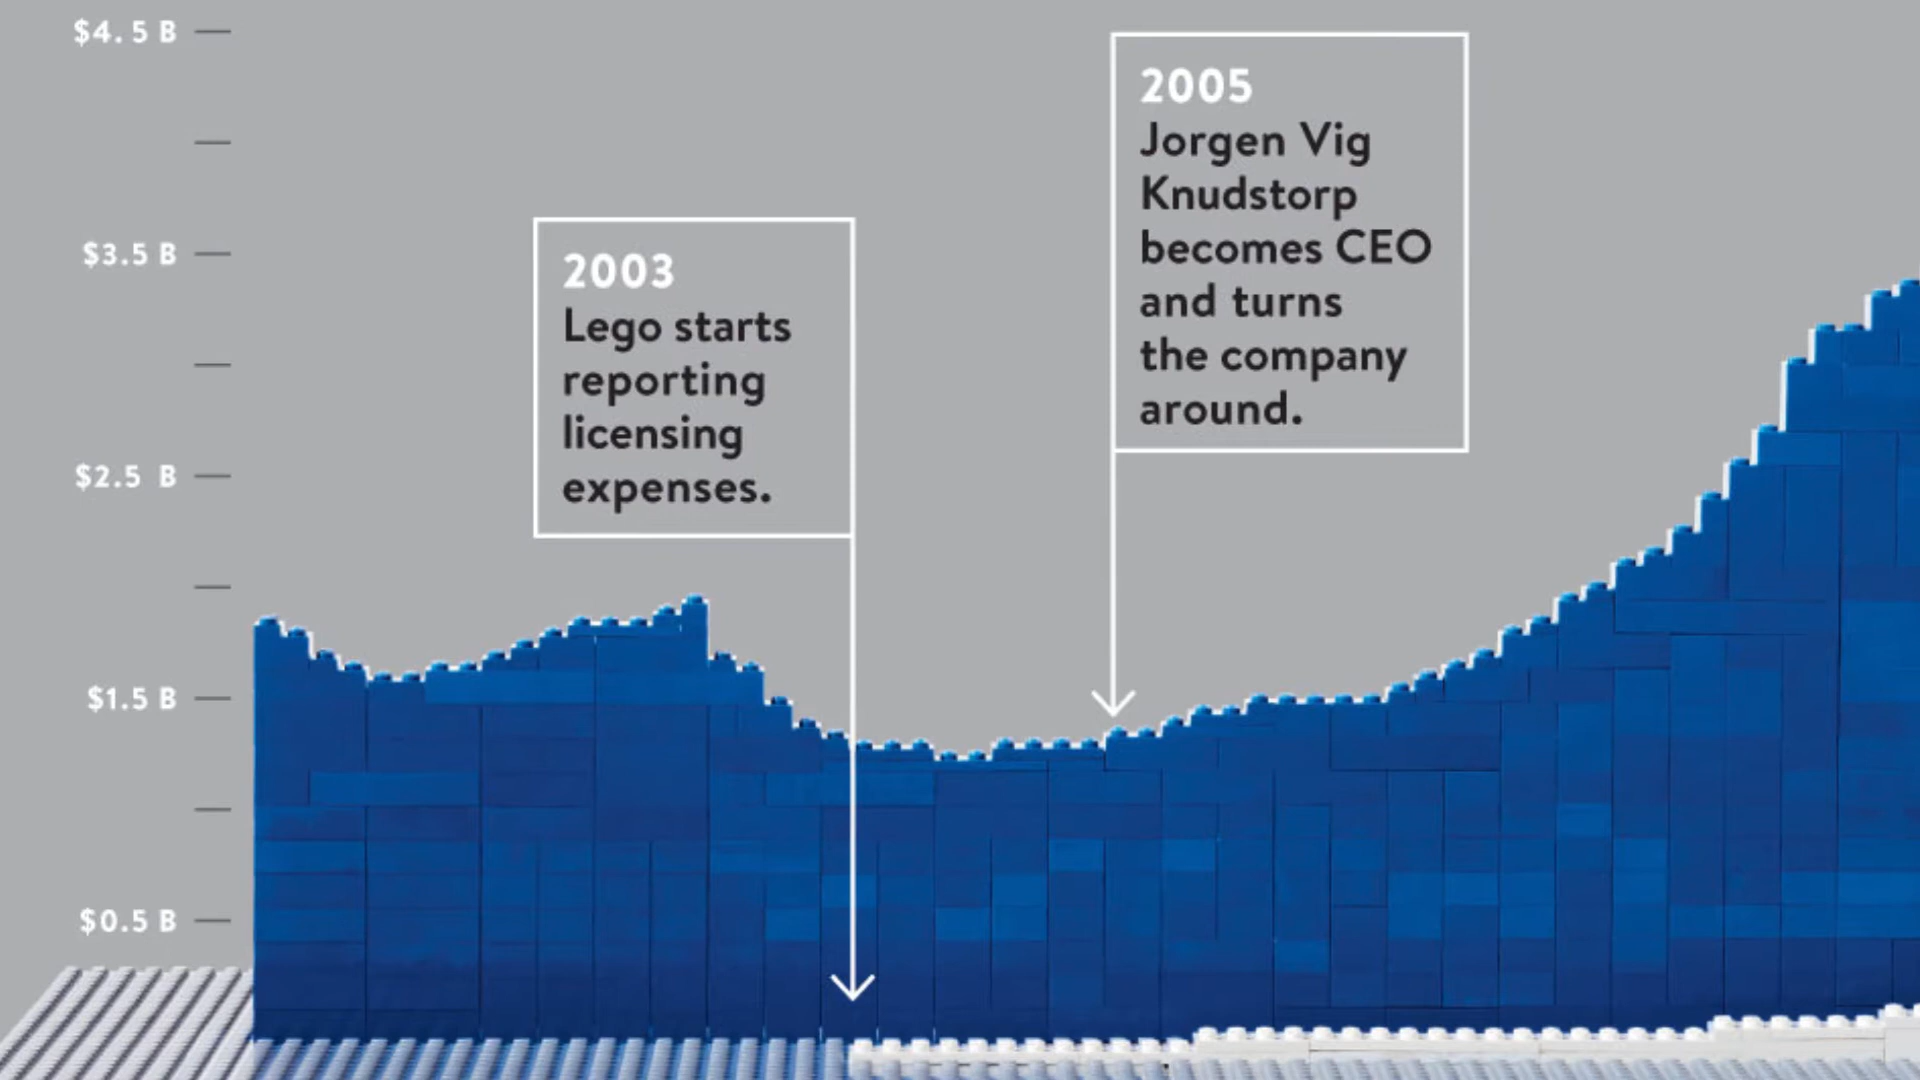 $4.5 B
$3.5 B
$2.5 B
$1.5 B
$0.5 B
2003
Lego starts
reporting
licensing
expenses.
2005
Jorgen Vig
Knudstorp
becomes CEO
and turns
the company
around.